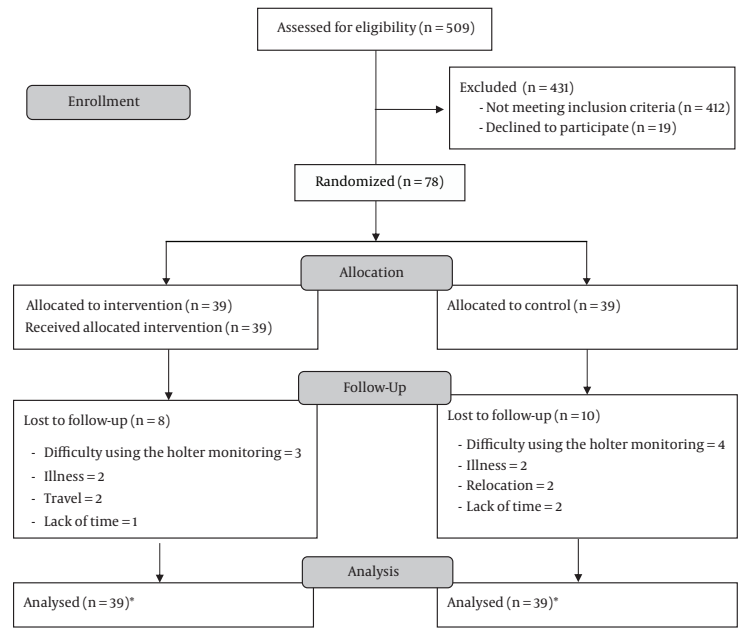 Assessed for eligibility (n = 509)
Enrollment
Excluded (n = 431)
- Not meeting inclusion criteria (n = 412)
- Declined to participate (n = 19)
Randomized (n = 78)
Allocation
Allocated to intervention (n = 39)
Received allocated intervention (n = 39)
Allocated to control (n = 39)
Follow-Up
Lost to follow-up (n = 8)
- Difficulty using the holter monitoring = 3
- Illness = 2
- Travel = 2
- Lack of time = 1
Lost to follow-up (n = 10)
- Difficulty using the holter monitoring = 4
- Illness = 2
- Relocation = 2
- Lack of time = 2
Analysis
Analysed (n = 39)*
Analysed (n = 39)*